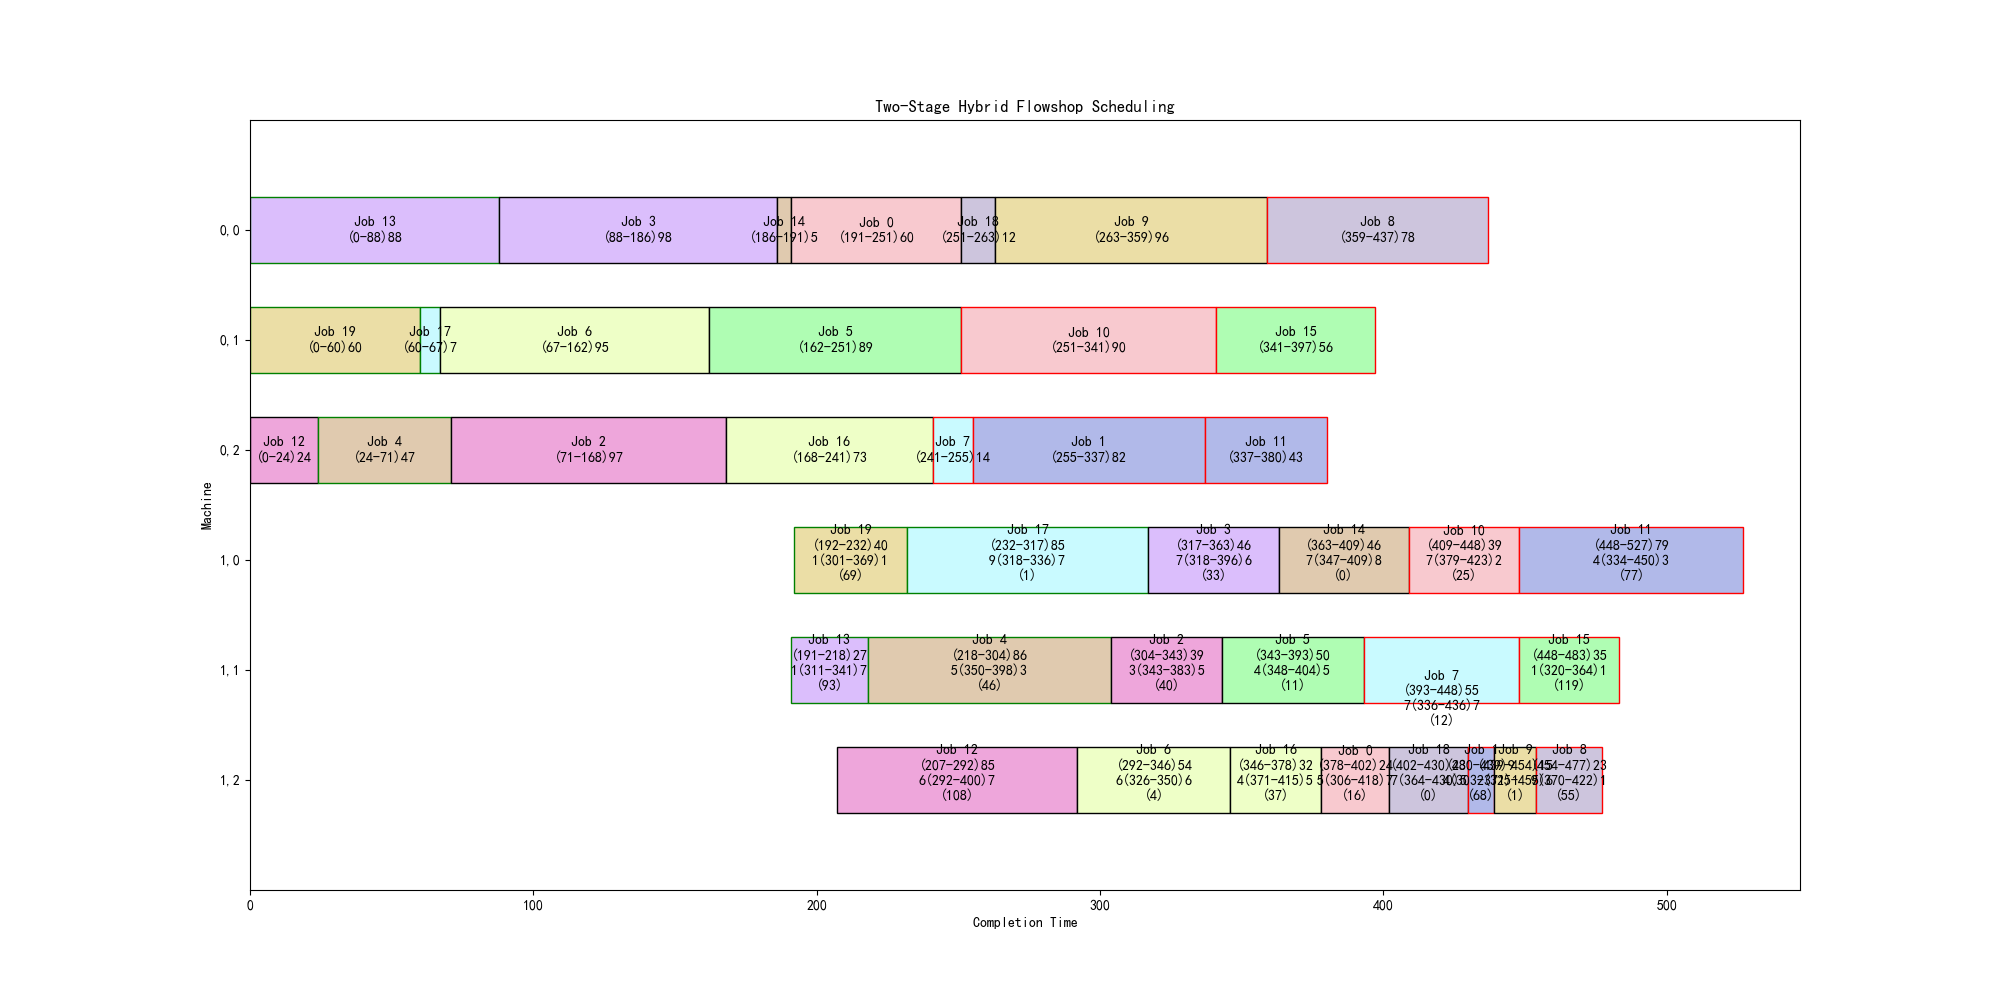 Two-Stage Hybrid Flowshop Scheduling
Machine
0,0
Job 13
(0-88)88
Job 3
(88-186)98
Job 14
(186-191)5
Job 0
(191-251)60
Job 18
(251-263)12
Job 9
(263-359)96
Job 8
(359-437)78
0,1
Job 19
(0-60)60
Job 17
(60-67)7
Job 6
(67-162)95
Job 5
(162-251)89
Job 10
(251-341)90
Job 15
(341-397)56
0,2
Job 12
(0-24)24
Job 4
(24-71)47
Job 2
(71-168)97
Job 16
(168-241)73
Job 7
(241-255)14
Job 1
(255-337)82
Job 11
(337-380)43
1,0
Job 19
(192-232)40
1(301-369)1
(69)
Job 17
(232-317)85
9(318-336)7
(1)
Job 3
(317-363)46
7(318-396)6
(33)
Job 14
(363-409)46
7(347-409)8
(0)
Job 10
(409-448)39
7(379-423)2
(25)
Job 11
(448-527)79
4(334-450)3
(77)
1,1
Job 13
(191-218)27
1(311-341)7
(93)
Job 4
(218-304)86
5(350-398)3
(46)
Job 2
(304-343)39
3(343-383)5
(40)
Job 5
(343-393)50
4(348-404)5
(11)
Job 7
(393-448)55
7(336-436)7
(12)
Job 15
(448-483)35
1(320-364)1
(119)
1,2
Job 12
(207-292)85
6(292-400)7
(108)
Job 6
(292-346)54
6(326-350)6
(4)
Job 16
(346-378)32
4(371-415)5
(37)
Job 0
(378-402)24
5(306-418)7
(16)
Job 18
(402-430)28
7(364-430)5
(0)
Job 1
(68)
Job 9
(1)
Job 8
(454-477)23
(370-422)1
(55)
0
100
200
300
400
500
Completion Time